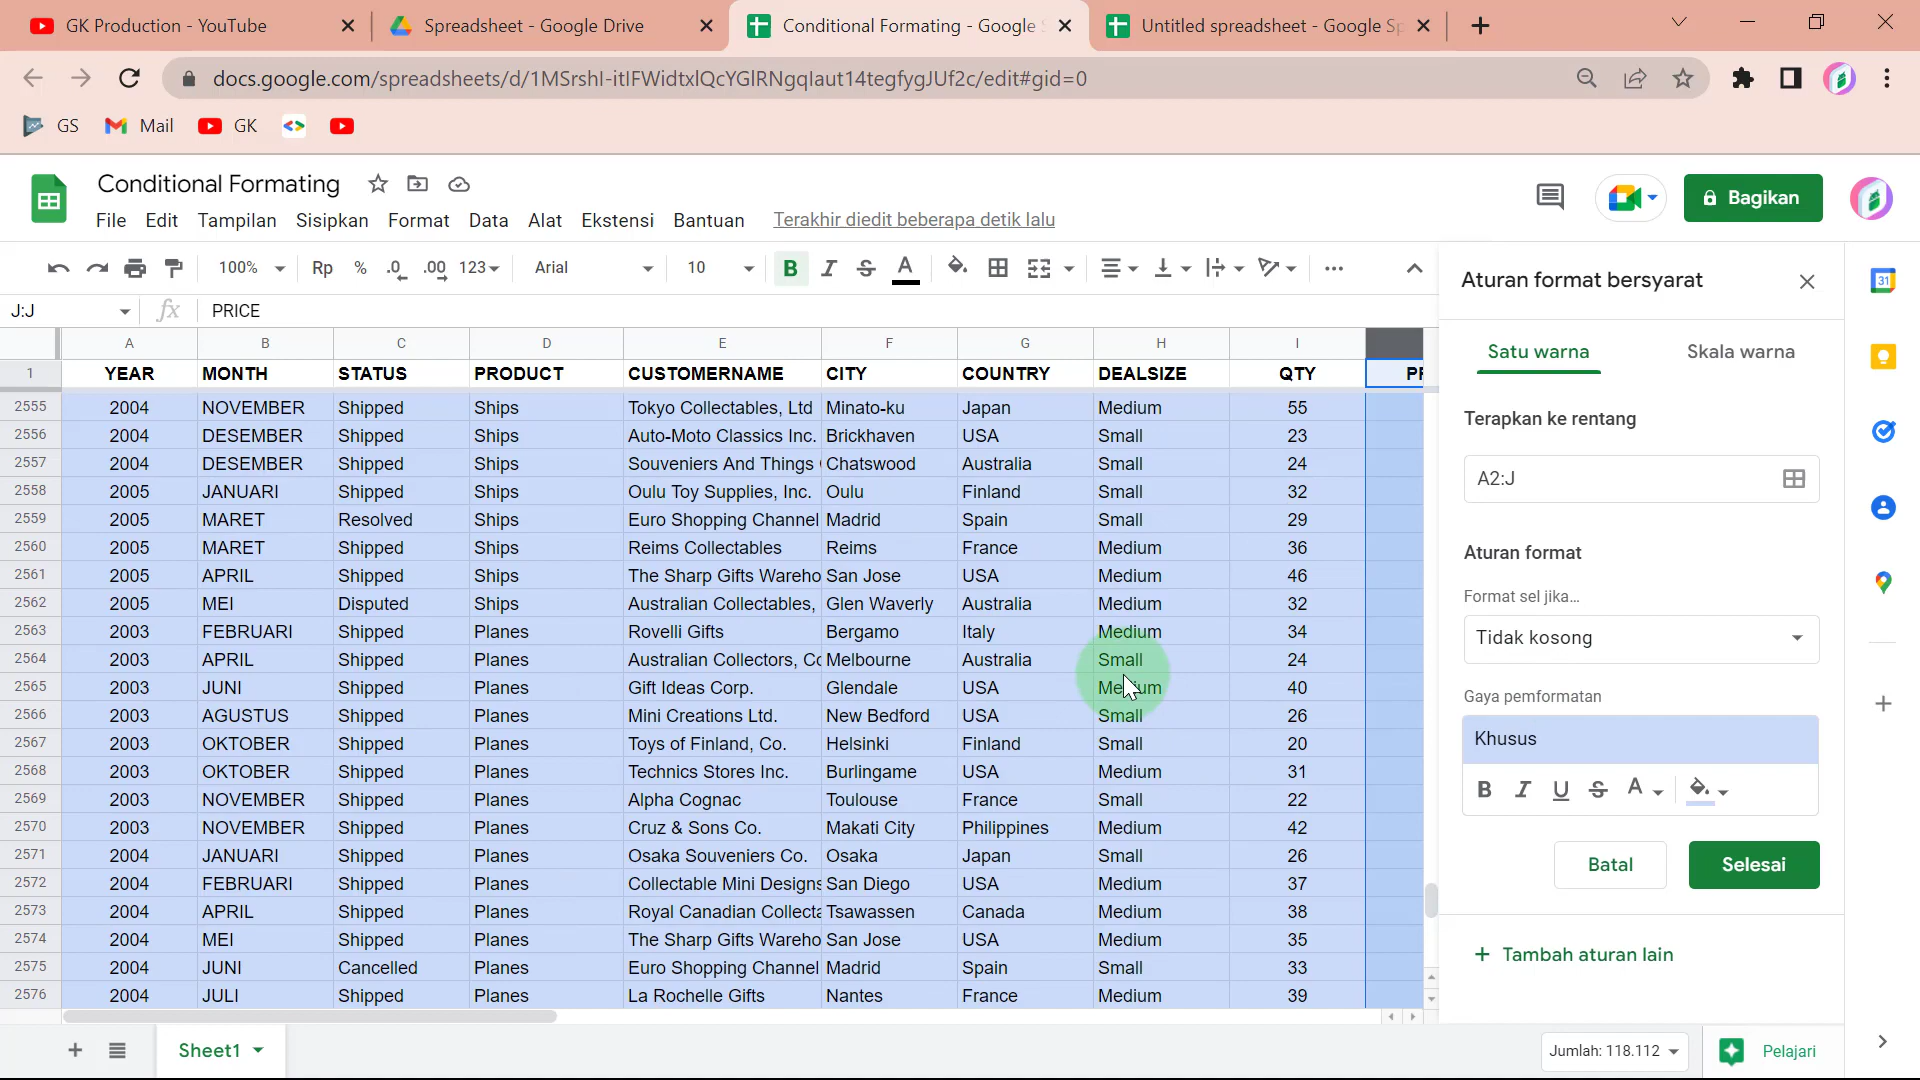 GK Production - YouTube
Spreadsheet - Google Drive
Conditional Formating - Google
Untitled spreadsheet - Google Sp
GS
Mail
GK
Conditional Formating
File Edit Tampilan Sisipkan Format Data Alat Ekstensi Bantuan Terakhir diedit beberapa detik lalu
Bagikan
100% Rp % .0 .00 123 Arial 10 B I S A
J:J fx PRICE
A B C D E F G H I
1 YEAR MONTH STATUS PRODUCT CUSTOMERNAME CITY COUNTRY DEALSIZE QTY
2555 2004 NOVEMBER Shipped Ships Tokyo Collectables, Ltd Minato-ku Japan Medium 55
2556 2004 DESEMBER Shipped Ships Auto-Moto Classics Inc. Brickhaven USA Small 23
2557 2004 DESEMBER Shipped Ships Souveniers And Things Chatswood Australia Small 24
2558 2005 JANUARI Shipped Ships Oulu Toy Supplies, Inc. Oulu Finland Small 32
2559 2005 MARET Resolved Ships Euro Shopping Channel Madrid Spain Small 29
2560 2005 MARET Shipped Ships Reims Collectables Reims France Medium 36
2561 2005 APRIL Shipped Ships The Sharp Gifts Wareho San Jose USA Medium 46
2562 2005 MEI Disputed Ships Australian Collectables, Glen Waverly Australia Medium 32
2563 2003 FEBRUARI Shipped Planes Rovelli Gifts Bergamo Italy Medium 34
2564 2003 APRIL Shipped Planes Australian Collectors, Co Melbourne Australia Small 24
2565 2003 JUNI Shipped Planes Gift Ideas Corp. Glendale USA Medium 40
2566 2003 AGUSTUS Shipped Planes Mini Creations Ltd. New Bedford USA Small 26
2567 2003 OKTOBER Shipped Planes Toys of Finland, Co. Helsinki Finland Small 20
2568 2003 OKTOBER Shipped Planes Technics Stores Inc. Burlingame USA Medium 31
2569 2003 NOVEMBER Shipped Planes Alpha Cognac Toulouse France Small 22
2570 2003 NOVEMBER Shipped Planes Cruz & Sons Co. Makati City Philippines Medium 42
2571 2004 JANUARI Shipped Planes Osaka Souveniers Co. Osaka Japan Small 26
2572 2004 FEBRUARI Shipped Planes Collectable Mini Designs San Diego USA Medium 37
2573 2004 APRIL Shipped Planes Royal Canadian Collecta Tsawassen Canada Medium 38
2574 2004 MEI Shipped Planes The Sharp Gifts Wareho San Jose USA Medium 35
2575 2004 JUNI Cancelled Planes Euro Shopping Channel Madrid Spain Small 33
2576 2004 JULI Shipped Planes La Rochelle Gifts Nantes France Medium 39
Sheet1
Jumlah: 118.112
Pelajari
Aturan format bersyarat
Satu warna Skala warna
Terapkan ke rentang
A2:J
Aturan format
Format sel jika...
Tidak kosong
Gaya pemformatan
Khusus
B I U S A
Batal Selesai
+ Tambah aturan lain
31